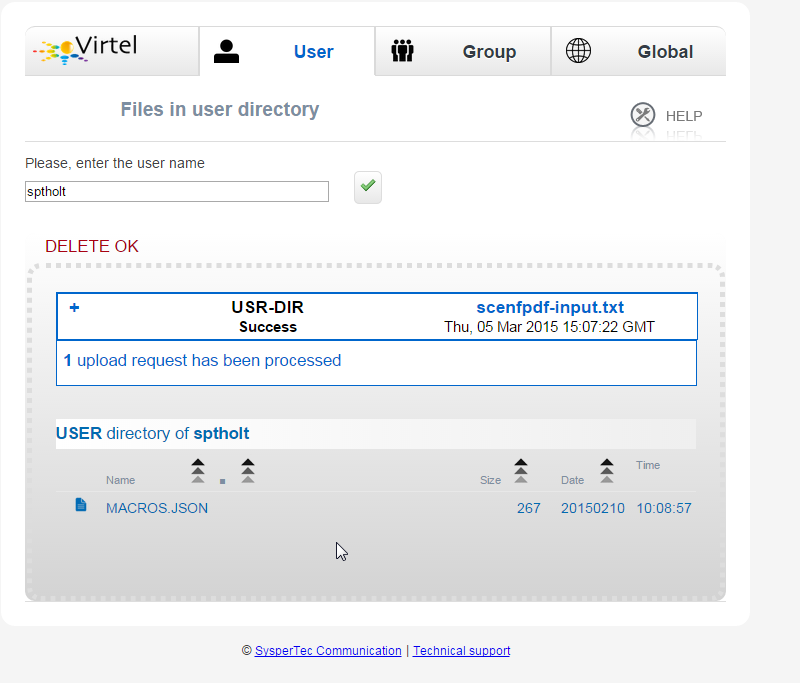 Virtel
User
Group
Global
Files in user directory
HELP
Please, enter the user name
sptholt
DELETE OK
+ USR-DIR scenfpdf-input.txt
Success Thu, 05 Mar 2015 15:07:22 GMT
1 upload request has been processed
USER directory of sptholt
Name . Size Date Time
MACROS.JSON 267 20150210 10:08:57
© SysperTec Communication | Technical support